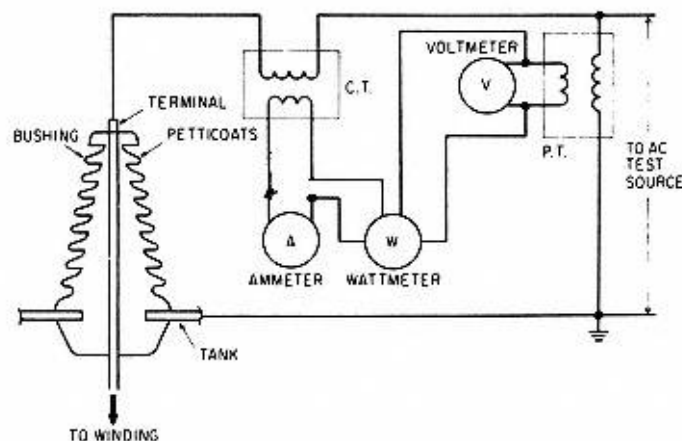 VOLTMETER
V
P.T.
C.T.
TERMINAL
BUSHING
PETTICOATS
TO AC
TEST
SOURCE
A
W
AMMETER
WATTMETER
TANK
TO WINDING